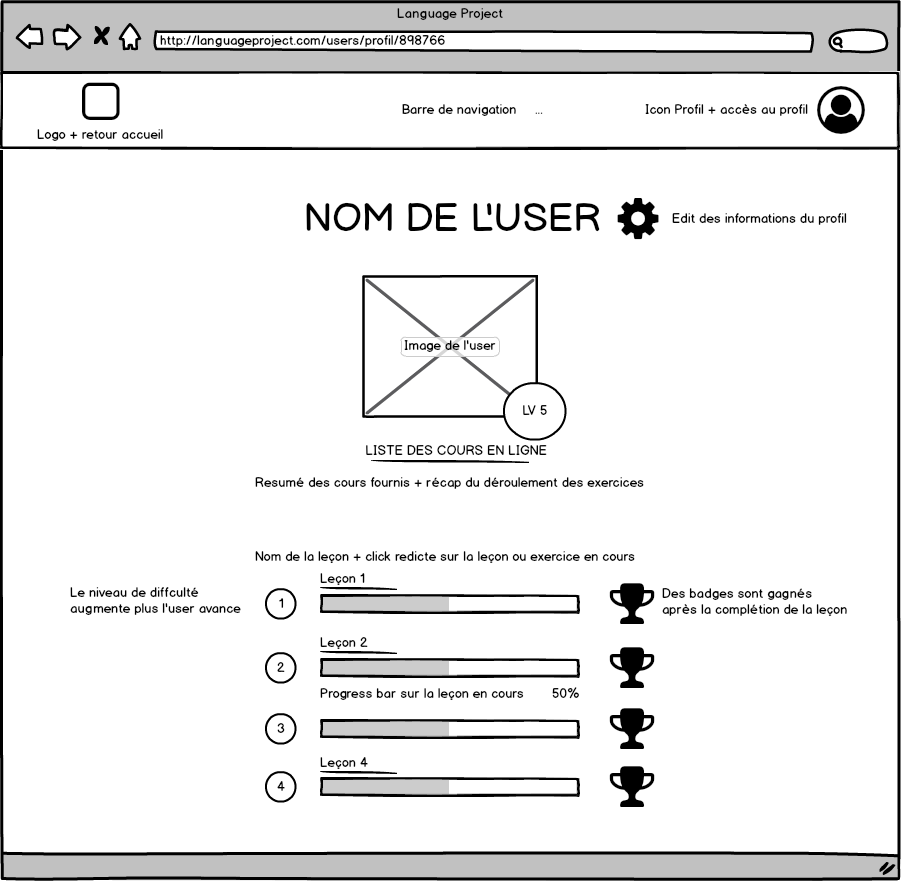 Language Project
http://languageproject.com/users/profil/898766
Logo + retour accueil
Barre de navigation ...
Icon Profil + accès au profil
NOM DE L'USER
Edit des informations du profil
Image de l'user
LV 5
LISTE DES COURS EN LIGNE
Resumé des cours fournis + récap du déroulement des exercices
Nom de la leçon + click redicte sur la leçon ou exercice en cours
Le niveau de diffculté
augmente plus l'user avance
1
Leçon 1
Des badges sont gagnés
après la complétion de la leçon
2
Leçon 2
Progress bar sur la leçon en cours 50%
3
4
Leçon 4